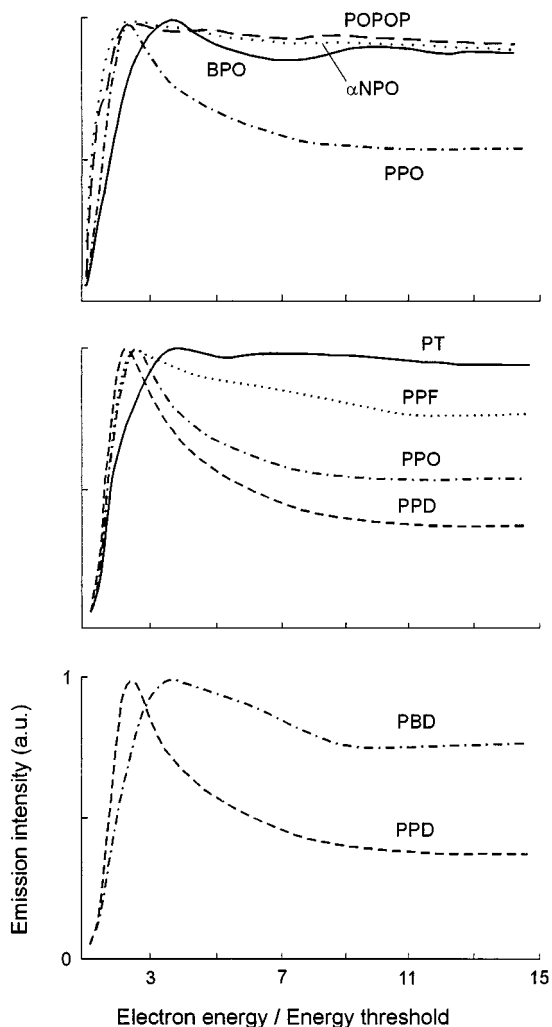 POPOP
BPO
αNPO
PPO
PT
PPF
PPO
PPD
1
PBD
PPD
0
Emission intensity (a.u.)
3 7 11 15
Electron energy / Energy threshold